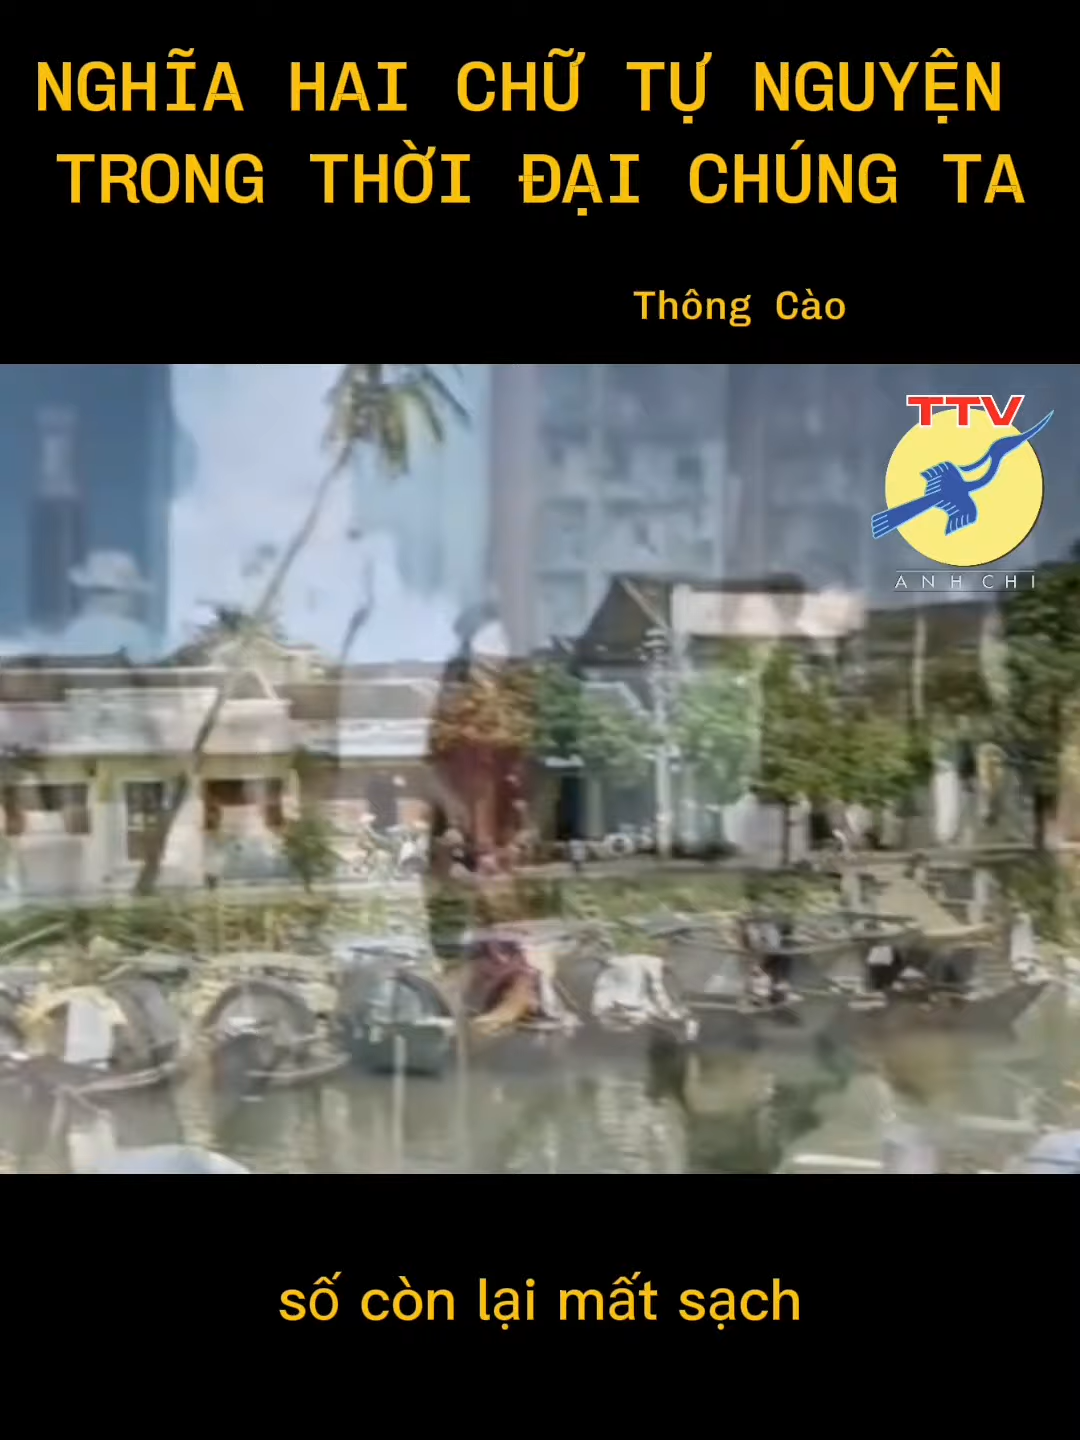 NGHĨA HAI CHỮ TỰ NGUYỆN
TRONG THỜI ĐẠI CHÚNG TA
Thông Cào
TTV
ANH CHI
số còn lại mất sạch